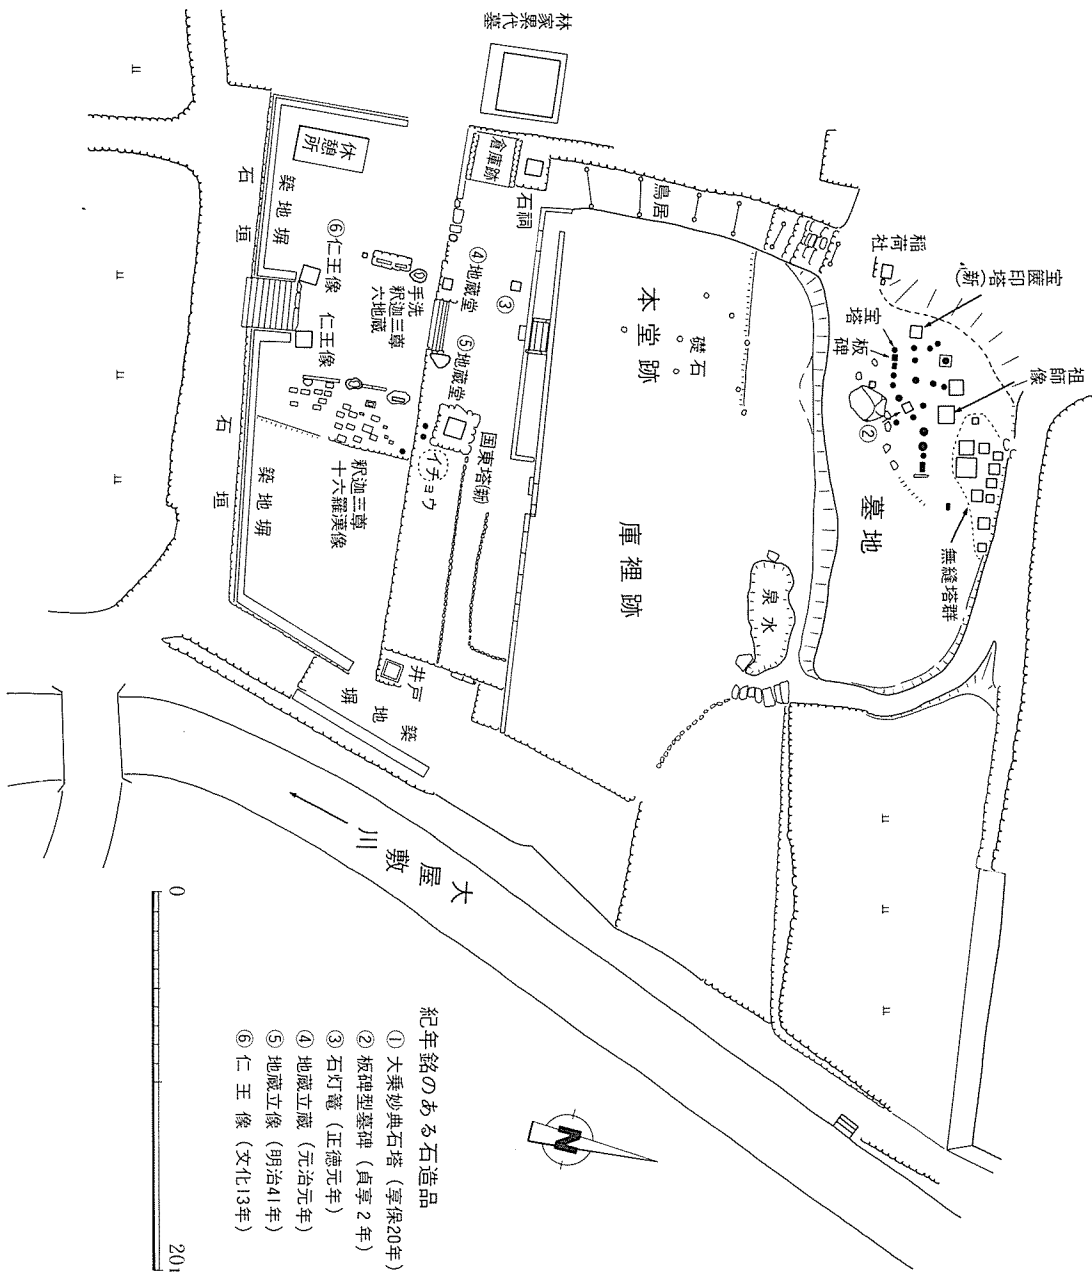 林家累代墓
休憩所
石垣
築地塀
⑥仁王像
仁王像
石垣
築地塀
倉庫跡
石祠
鳥居
手洗
釈迦三尊
六地蔵
④地蔵堂
③
⑤地蔵堂
国東塔(新)
イチョウ
釈迦三尊
十六羅漢像
井戸
築地塀
本堂跡
礎石
庫裡跡
泉水
墓地
稲荷社
宝篋印塔(新)
宝塔
板碑
祖師像
②
無縫塔群
大屋敷川
N
紀年銘のある石造品
① 大乗妙典石塔(享保20年)
② 板碑型墓碑(貞享2年)
③ 石灯篭(正徳元年)
④ 地蔵立蔵(元治元年)
⑤ 地蔵立像(明治41年)
⑥ 仁王像(文化13年)
0
20